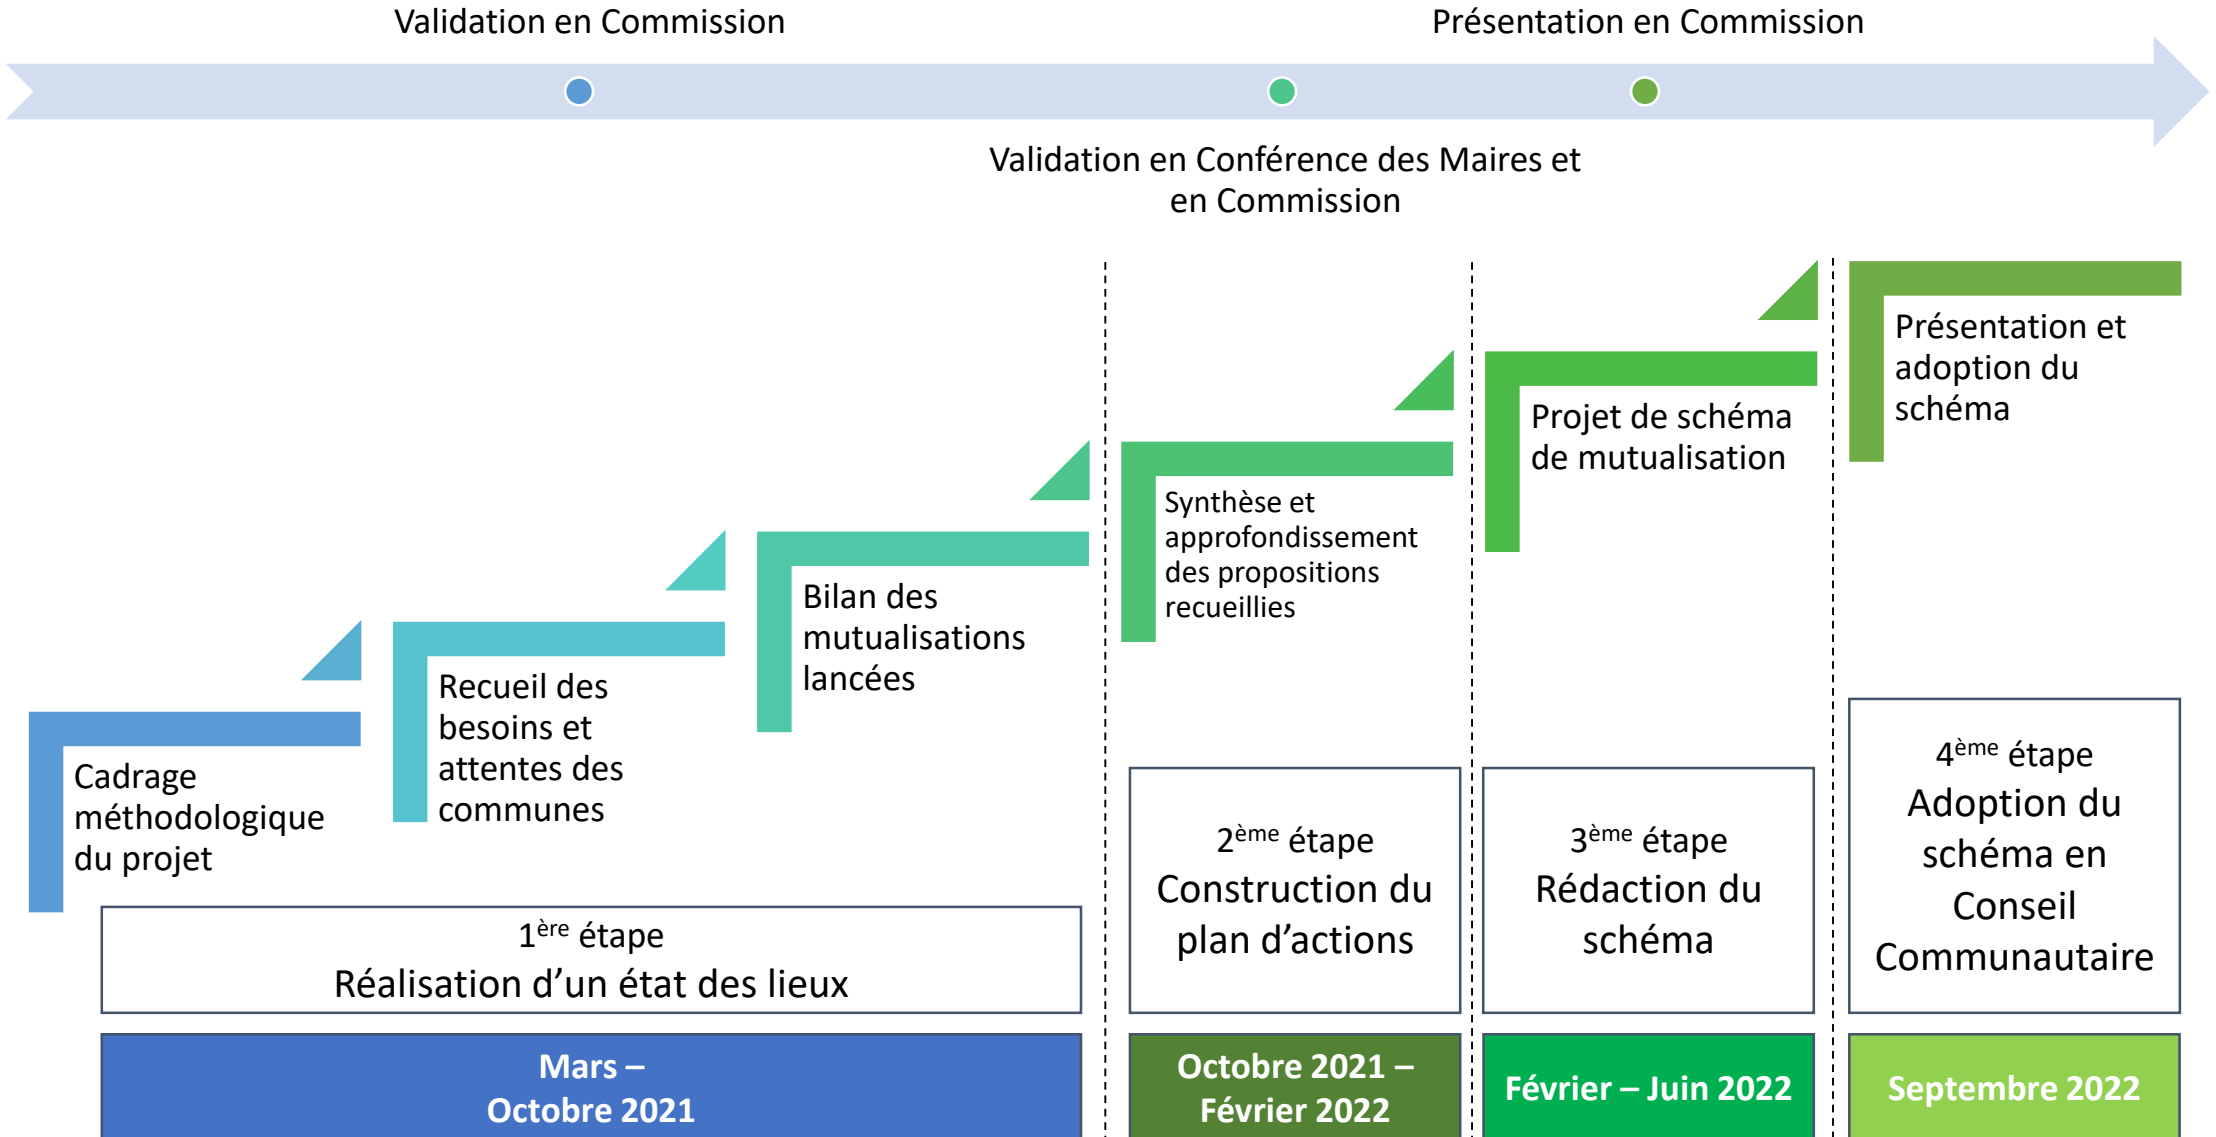 Validation en Commission
Présentation en Commission
Validation en Conférence des Maires et
en Commission
Cadrage
méthodologique
du projet
Recueil des
besoins et
attentes des
communes
Bilan des
mutualisations
lancées
Synthèse et
approfondissement
des propositions
recueillies
Projet de schéma
de mutualisation
Présentation et
adoption du
schéma
1ère étape
Réalisation d’un état des lieux
2ème étape
Construction du
plan d’actions
3ème étape
Rédaction du
schéma
4ème étape
Adoption du
schéma en
Conseil
Communautaire
Mars –
Octobre 2021
Octobre 2021 –
Février 2022
Février – Juin 2022
Septembre 2022